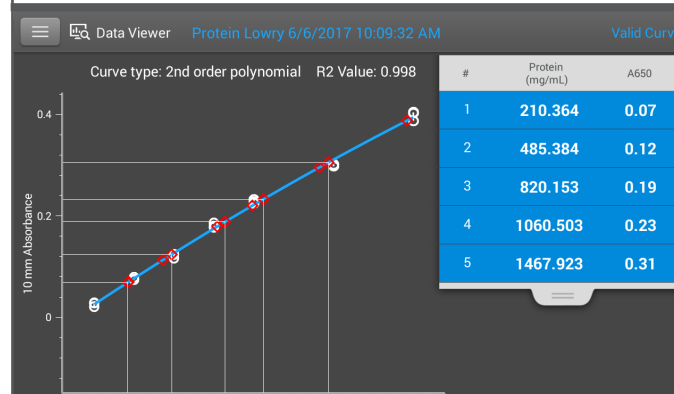 Data Viewer Protein Lowry 6/6/2017 10:09:32 AM Valid Curv
Curve type: 2nd order polynomial R2 Value: 0.998
# Protein (mg/mL) A650
1 210.364 0.07
2 485.384 0.12
3 820.153 0.19
4 1060.503 0.23
5 1467.923 0.31
10 mm Absorbance
0.4
0.2
0